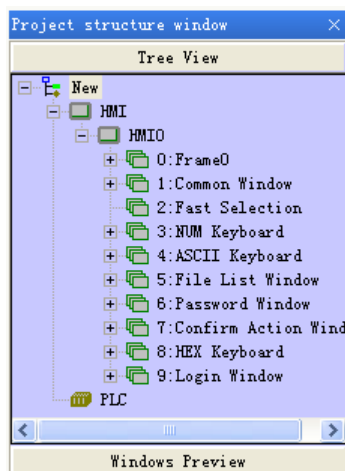 Project structure window
Tree View
New
HMI
HMI0
0:Frame0
1:Common Window
2:Fast Selection
3:NUM Keyboard
4:ASCII Keyboard
5:File List Window
6:Password Window
7:Confirm Action Wind
8:HEX Keyboard
9:Login Window
PLC
Windows Preview